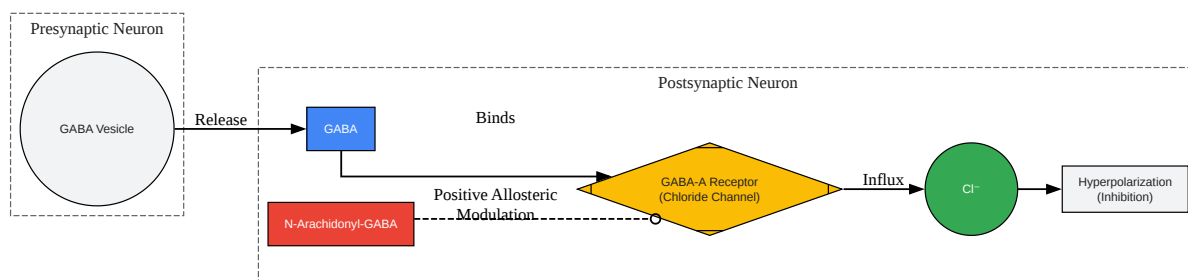 Presynaptic Neuron
GABA Vesicle
Release
Postsynaptic Neuron
GABA
Binds
GABA-A Receptor
(Chloride Channel)
Positive Allosteric
Modulation
N-Arachidonyl-GABA
Influx
Cl⁻
Hyperpolarization
(Inhibition)